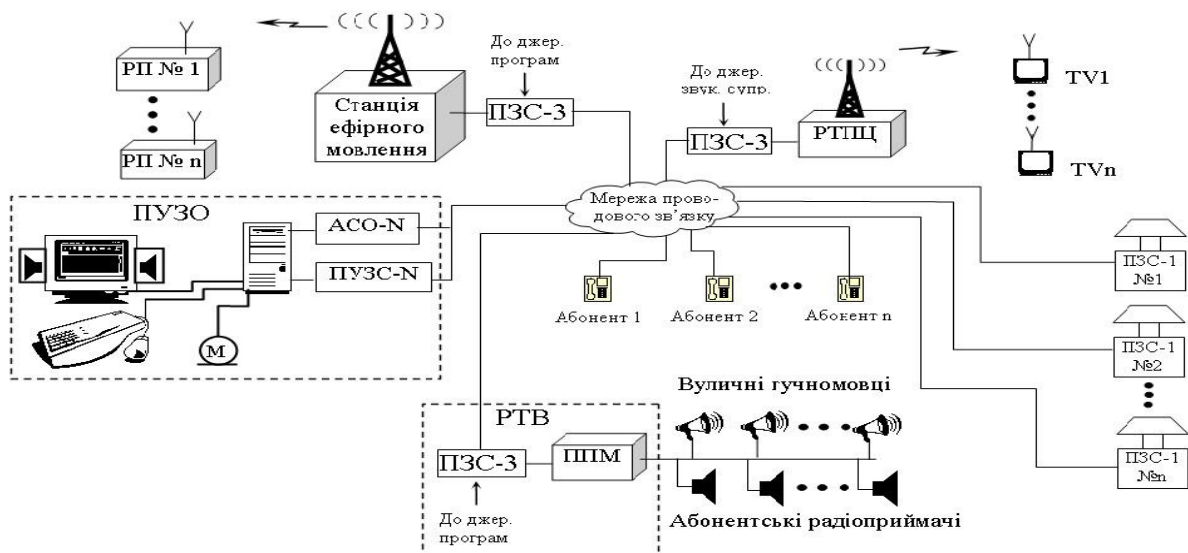 РП № 1
РП № n
Станція
ефірного
мовлення
До джер.
програм
ПЗС-3
До джер.
звук. супр.
ПЗС-3
РТПЦ
TV1
TVn
Мережа прово-
дового зв’язку
ПУЗО
АСО-N
ПУЗС-N
М
Абонент 1
Абонент 2
Абонент n
ПЗС-1
№1
ПЗС-1
№2
ПЗС-1
№n
РТВ
ПЗС-3
ППМ
До джер.
програм
Вуличні гучномовці
Абонентські радіоприймачі